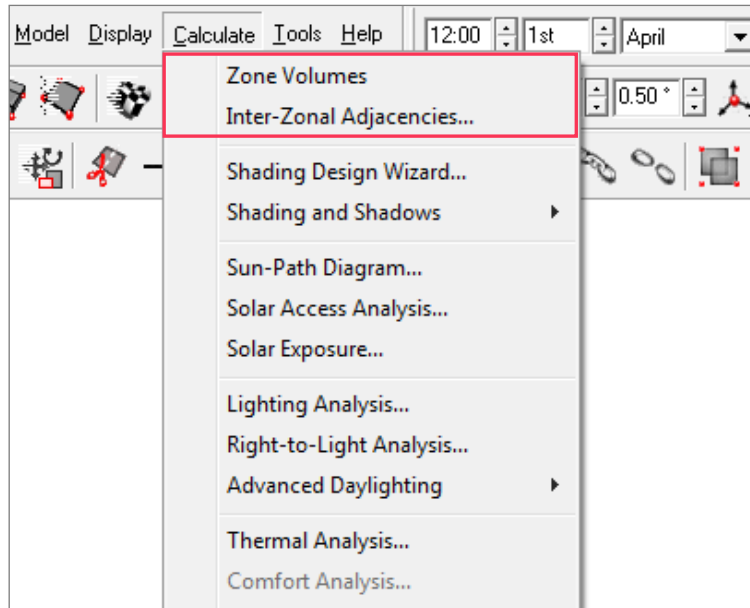 Model Display Calculate Tools Help 12:00 1st April
0.50 °
Zone Volumes
Inter-Zonal Adjacencies...
Shading Design Wizard...
Shading and Shadows
Sun-Path Diagram...
Solar Access Analysis...
Solar Exposure...
Lighting Analysis...
Right-to-Light Analysis...
Advanced Daylighting
Thermal Analysis...
Comfort Analysis...